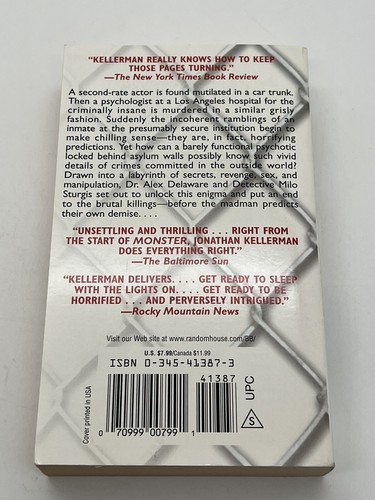 "KELLERMAN REALLY KNOWS HOW TO KEEP
THOSE PAGES TURNING."
—The New York Times Book Review
A second-rate actor is found mutilated in a car trunk.
Then a psychologist at a Los Angeles hospital for the
criminally insane is murdered in a similar grisly
fashion. Suddenly the incoherent ramblings of an
inmate at the presumably secure institution begin to
make chilling sense—they are, in fact, horrifying
predictions. Yet how can a barely functional psychotic
locked behind asylum walls possibly know such vivid
details of crimes committed in the outside world?
Drawn into a labyrinth of secrets, revenge, sex, and
manipulation, Dr. Alex Delaware and Detective Milo
Sturgis set out to unlock this enigma and put an end
to the brutal killings—before the madman predicts
their own demise. . . .
"UNSETTLING AND THRILLING . . . RIGHT FROM
THE START OF MONSTER, JONATHAN KELLERMAN
DOES EVERYTHING RIGHT."
—The Baltimore Sun
"KELLERMAN DELIVERS. . . . GET READY TO SLEEP
WITH THE LIGHTS ON. . . . GET READY TO BE
HORRIFIED . . . AND PERVERSELY INTRIGUED."
—Rocky Mountain News
Visit our Web site at www.randomhouse.com/BB/
U.S. $7.99/Canada $11.99
ISBN 0-345-41387-3
41387
Cover printed in USA
UPC
S
0 70999 00799 1